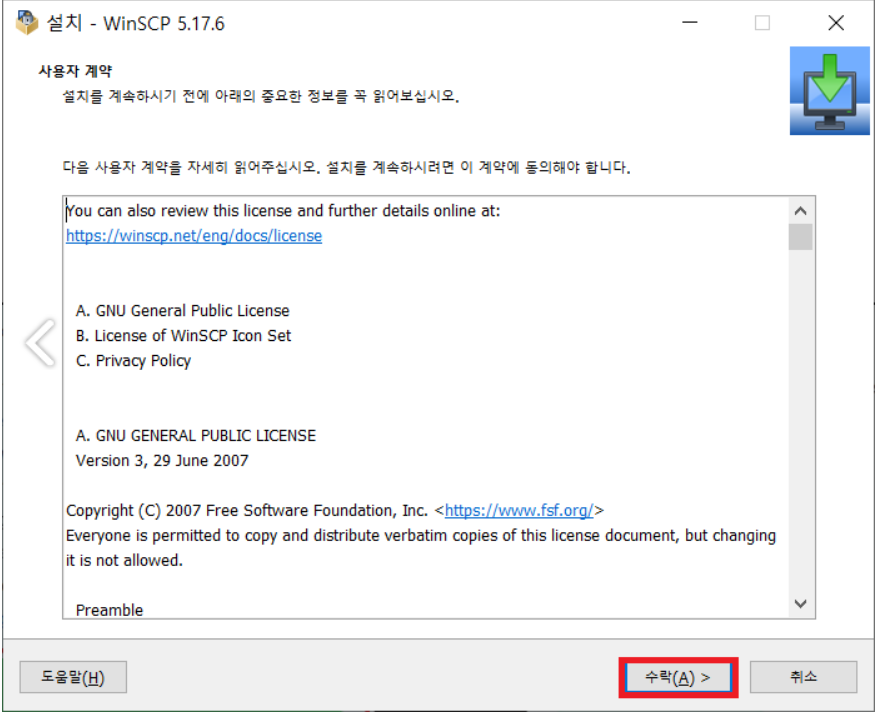 설치 - WinSCP 5.17.6
사용자 계약
설치를 계속하시기 전에 아래의 중요한 정보를 꼭 읽어보십시오.
다음 사용자 계약을 자세히 읽어주십시오. 설치를 계속하시려면 이 계약에 동의해야 합니다.
You can also review this license and further details online at:
https://winscp.net/eng/docs/license
A. GNU General Public License
B. License of WinSCP Icon Set
C. Privacy Policy
A. GNU GENERAL PUBLIC LICENSE
Version 3, 29 June 2007
Copyright (C) 2007 Free Software Foundation, Inc. <https://www.fsf.org/>
Everyone is permitted to copy and distribute verbatim copies of this license document, but changing
it is not allowed.
Preamble
도움말(H) 수락(A) > 취소